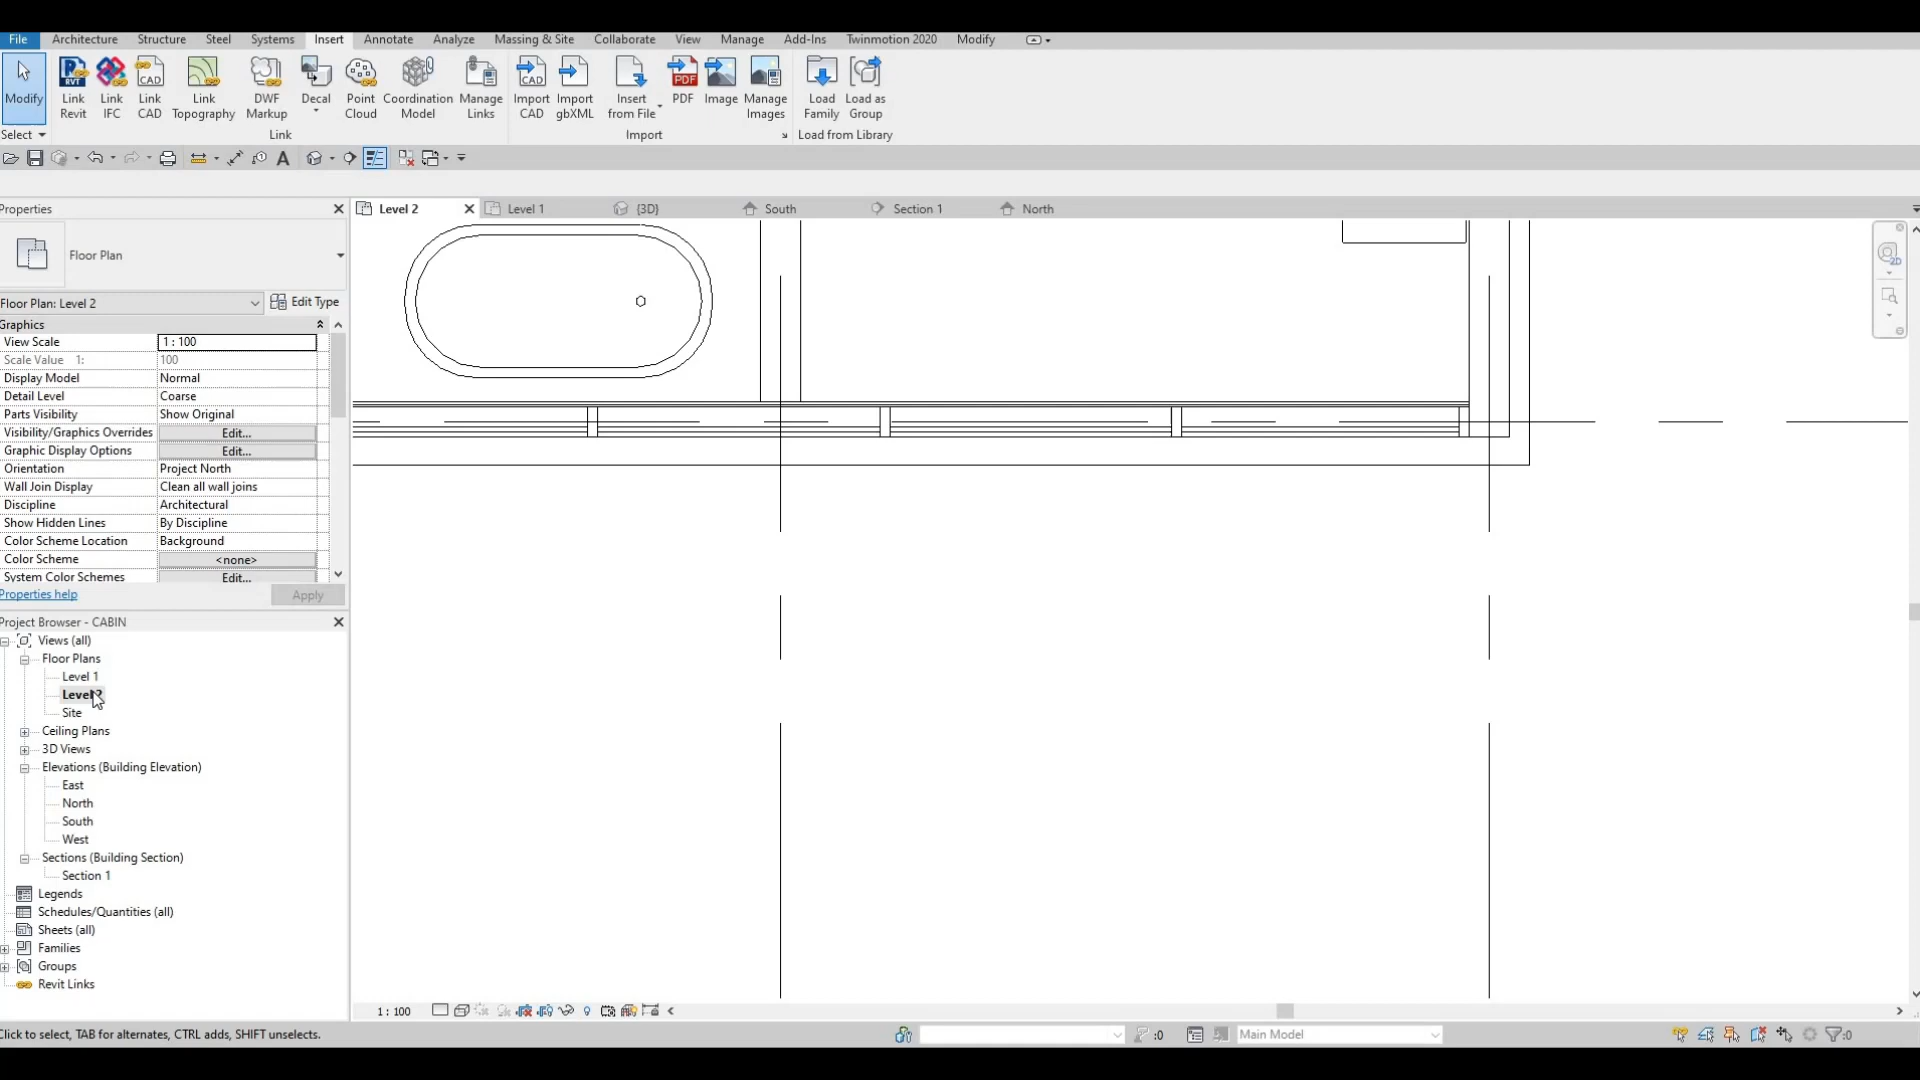 File Architecture Structure Steel Systems Insert Annotate Analyze Massing & Site Collaborate View Manage Add-Ins Twinmotion 2020 Modify
Modify
Link Revit
Link IFC
Link CAD
Link Topography
DWF Markup
Decal
Point Cloud
Coordination Model
Manage Links
Import CAD
Import gbXML
Insert from File
PDF
Image
Manage Images
Load Family
Load as Group
Select
Link
Import
Load from Library
Properties
Level 2
Level 1
{3D}
South
Section 1
North
Floor Plan
Floor Plan: Level 2
Edit Type
Graphics
View Scale 1 : 100
Scale Value 1: 100
Display Model Normal
Detail Level Coarse
Parts Visibility Show Original
Visibility/Graphics Overrides Edit...
Graphic Display Options Edit...
Orientation Project North
Wall Join Display Clean all wall joins
Discipline Architectural
Show Hidden Lines By Discipline
Color Scheme Location Background
Color Scheme <none>
System Color Schemes Edit...
Properties help Apply
Project Browser - CABIN
Views (all)
Floor Plans
Level 1
Level 2
Site
Ceiling Plans
3D Views
Elevations (Building Elevation)
East
North
South
West
Sections (Building Section)
Section 1
Legends
Schedules/Quantities (all)
Sheets (all)
Families
Groups
Revit Links
1 : 100
Click to select, TAB for alternates, CTRL adds, SHIFT unselects.
:0
Main Model
:0